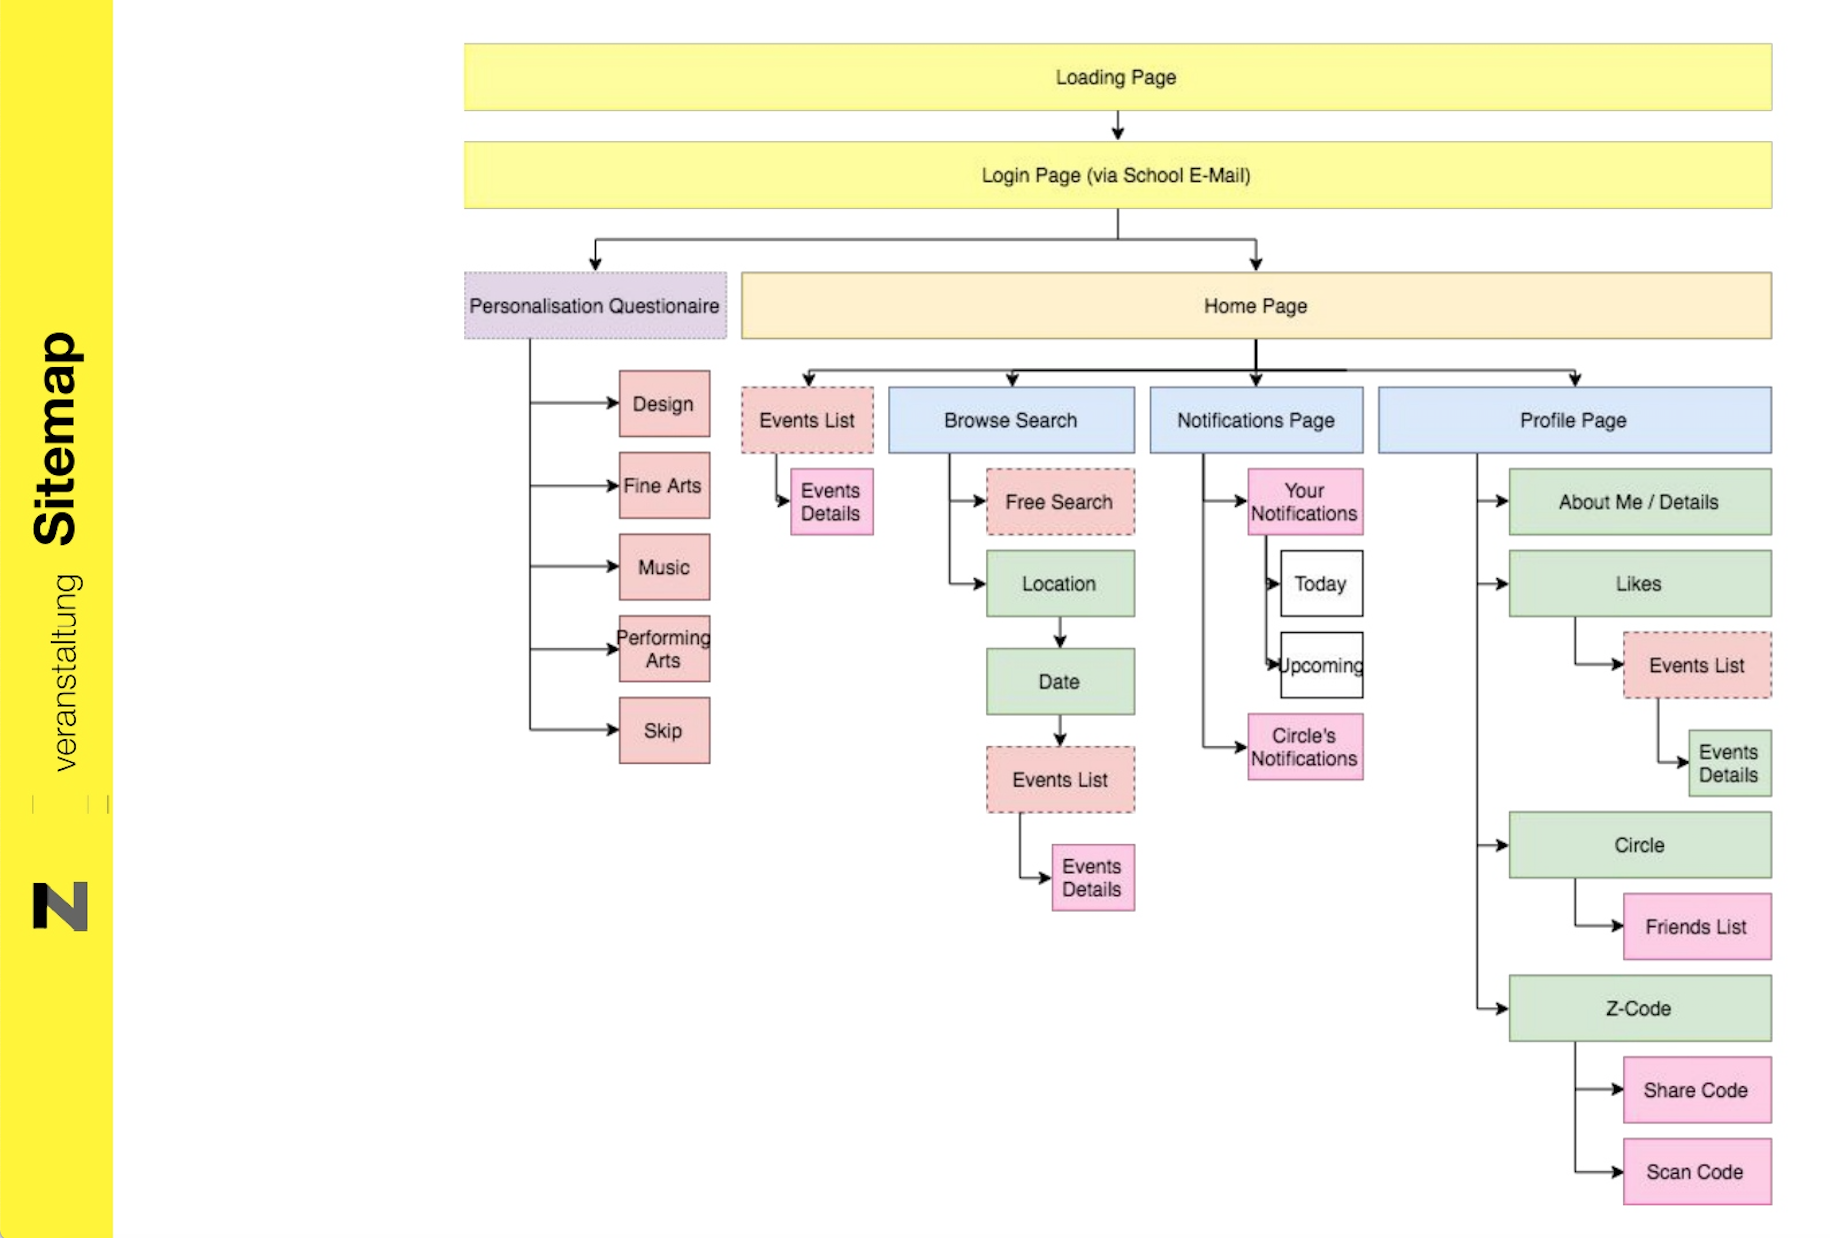 Sitemap
veranstaltung
Z
Loading Page
Login Page (via School E-Mail)
Personalisation Questionaire
Design
Fine Arts
Music
Performing
Arts
Skip
Home Page
Events List
Events
Details
Browse Search
Free Search
Location
Date
Events List
Events
Details
Notifications Page
Your
Notifications
Today
Upcoming
Circle's
Notifications
Profile Page
About Me / Details
Likes
Events List
Events
Details
Circle
Friends List
Z-Code
Share Code
Scan Code